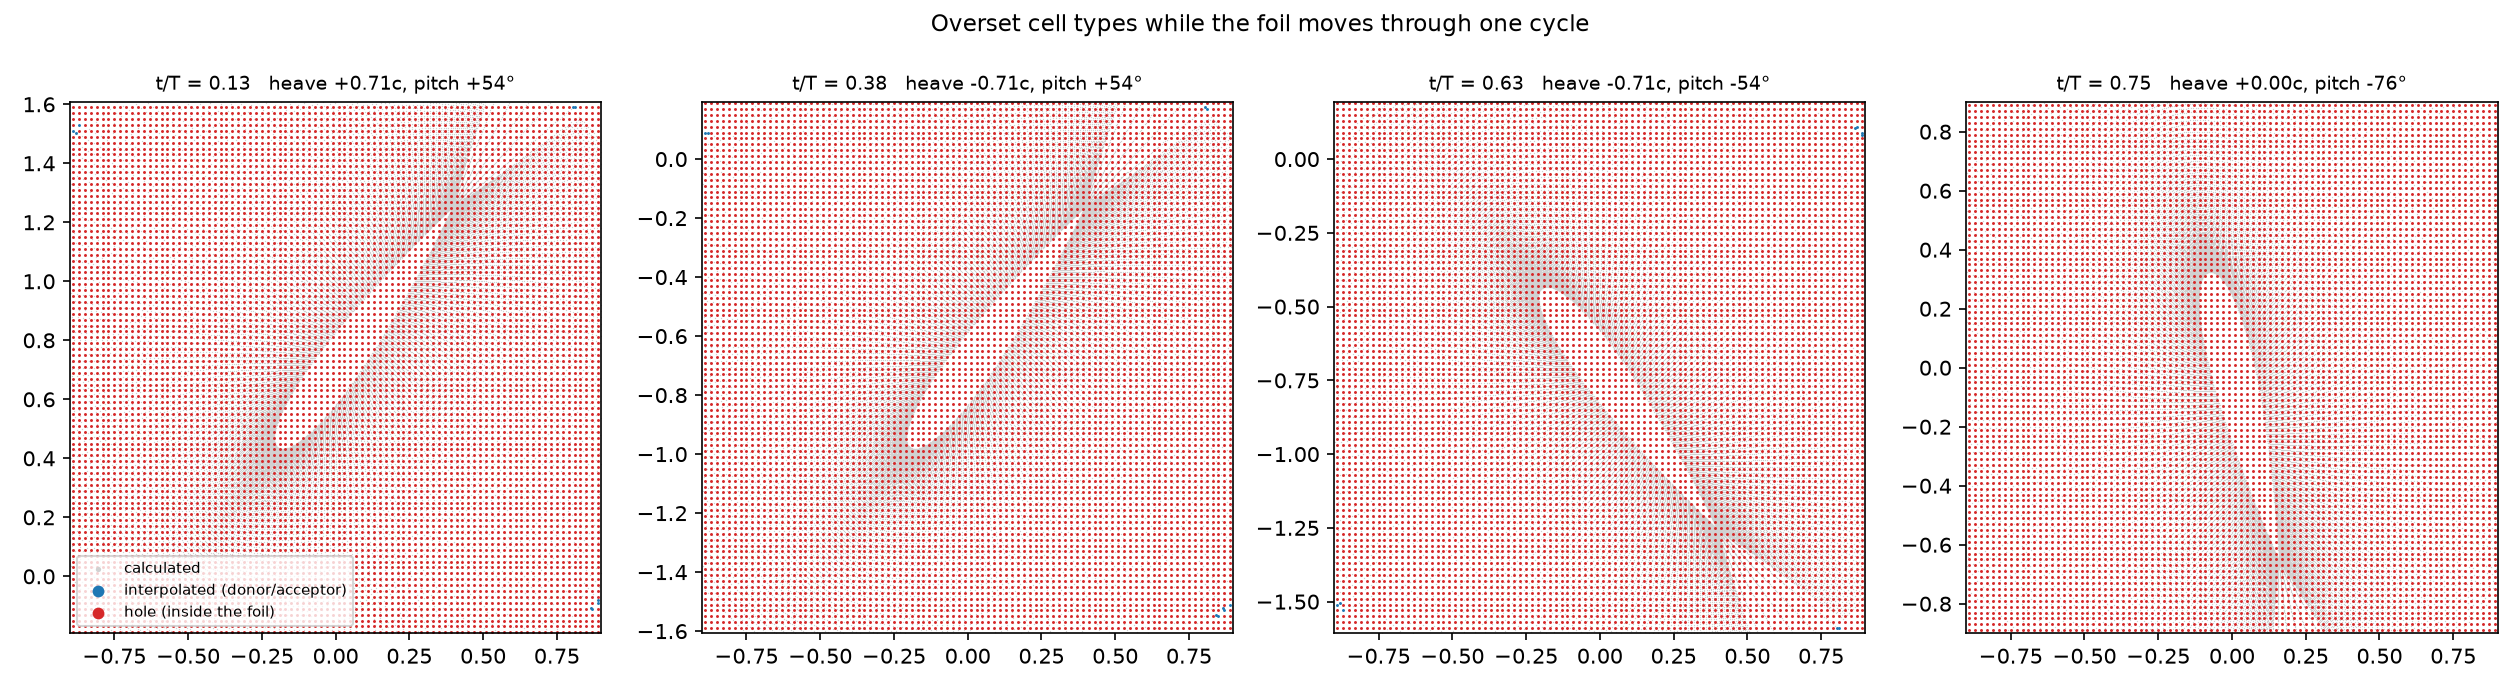 Overset cell types while the foil moves through one cycle
t/T = 0.13 heave +0.71c, pitch +54°
t/T = 0.38 heave -0.71c, pitch +54°
t/T = 0.63 heave -0.71c, pitch -54°
t/T = 0.75 heave +0.00c, pitch -76°
1.6
1.4
1.2
1.0
0.8
0.6
0.4
0.2
0.0
calculated
interpolated (donor/acceptor)
hole (inside the foil)
−0.75 −0.50 −0.25 0.00 0.25 0.50 0.75
0.0
−0.2
−0.4
−0.6
−0.8
−1.0
−1.2
−1.4
−1.6
−0.75 −0.50 −0.25 0.00 0.25 0.50 0.75
0.00
−0.25
−0.50
−0.75
−1.00
−1.25
−1.50
−0.75 −0.50 −0.25 0.00 0.25 0.50 0.75
0.8
0.6
0.4
0.2
0.0
−0.2
−0.4
−0.6
−0.8
−0.75 −0.50 −0.25 0.00 0.25 0.50 0.75